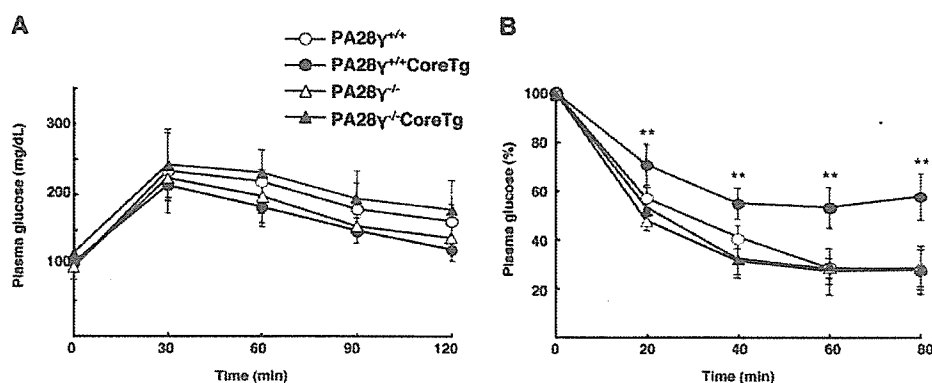 A
PA28γ+/+
PA28γ+/+CoreTg
PA28γ-/-
PA28γ-/-CoreTg
Plasma glucose (mg/dL)
300
200
100
0 30 60 90 120
Time (min)
B
Plasma glucose (%)
100
80
60
40
20
** ** ** **
0 20 40 60 80
Time (min)